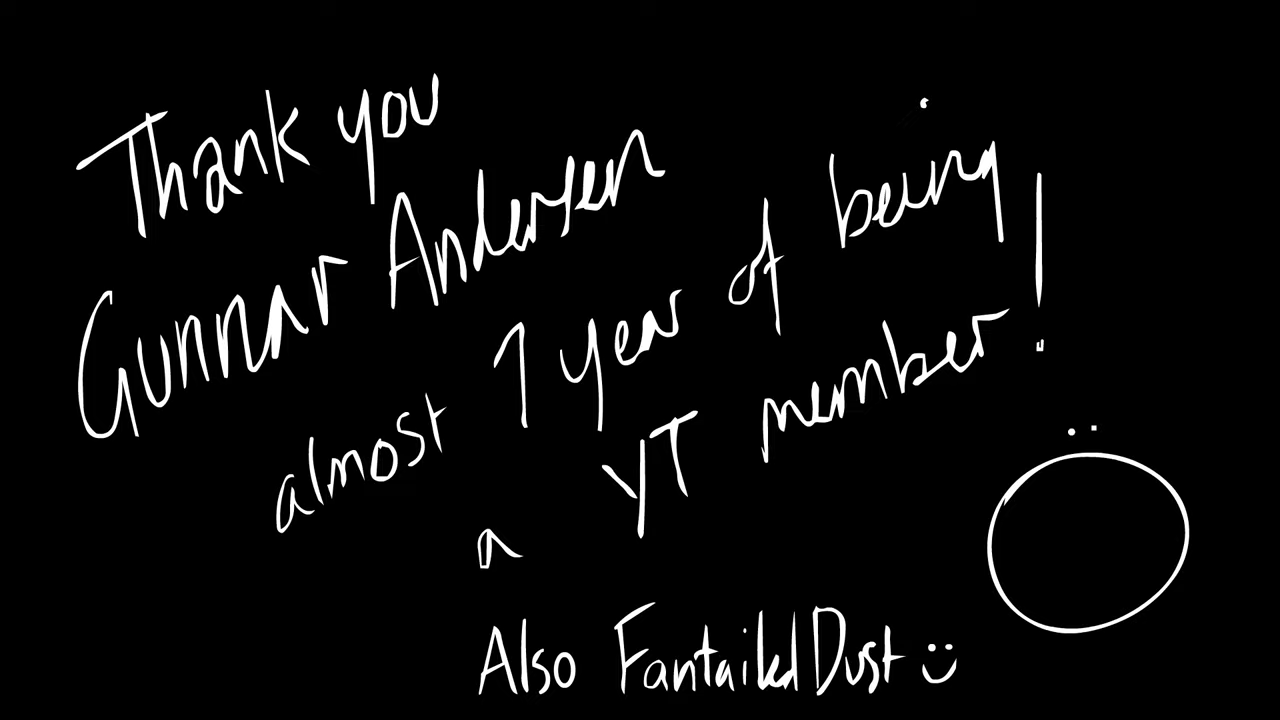 Thank you
Gunnar Andersen
almost 1 year of being
a YT member!
Also FantailedDust